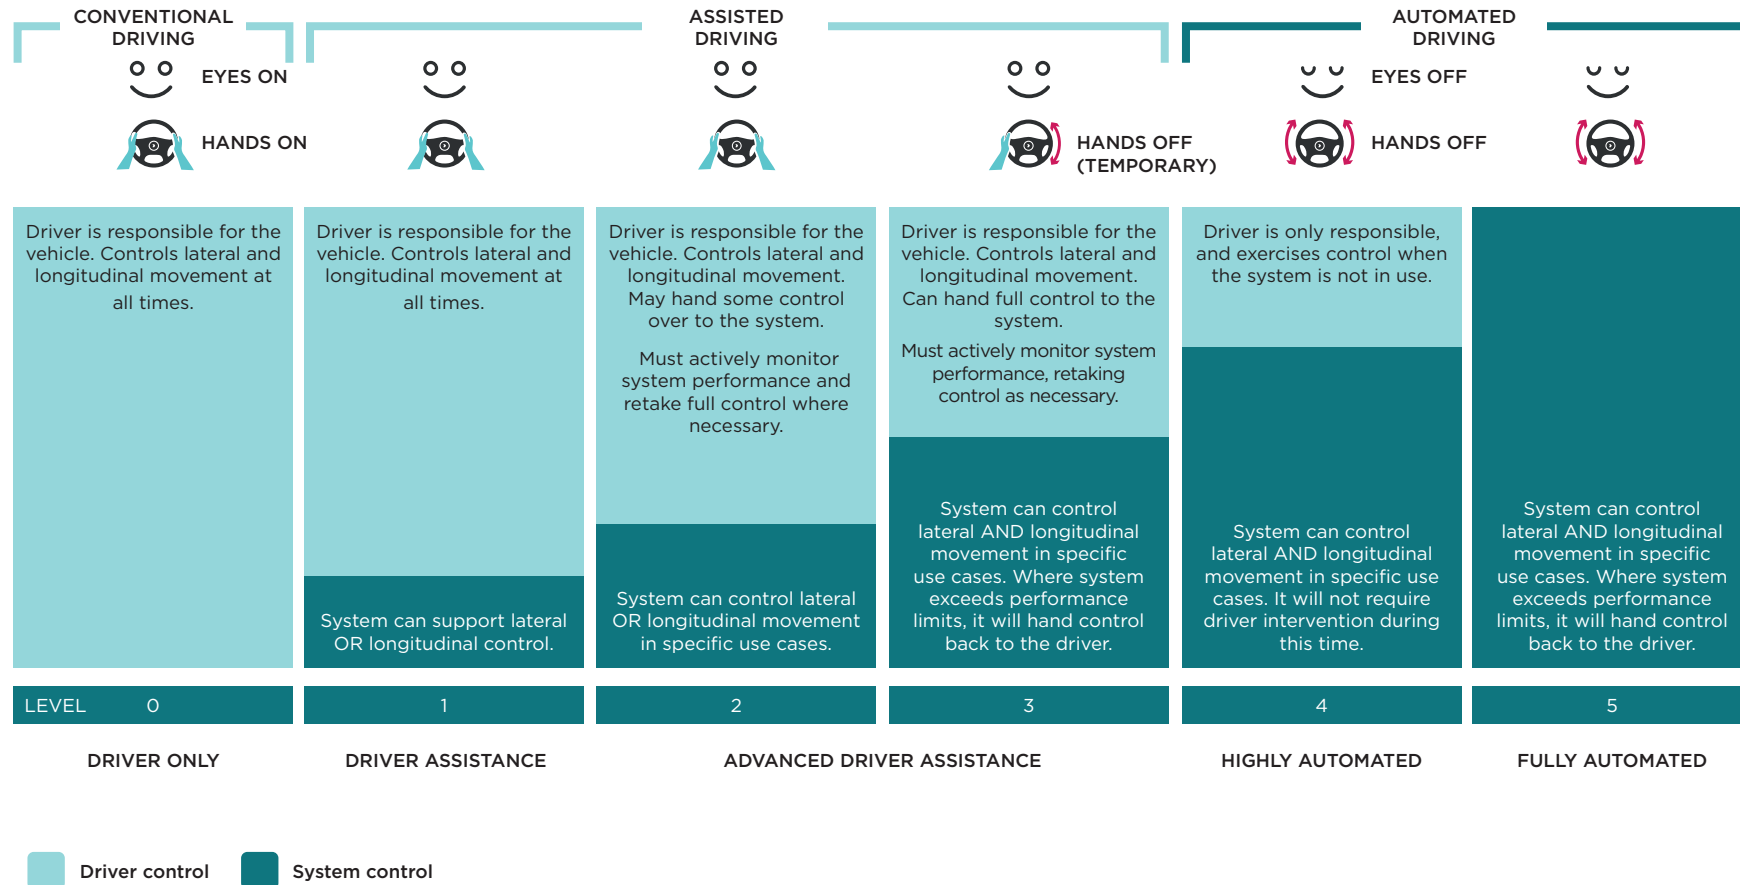 CONVENTIONAL
DRIVING
ASSISTED
DRIVING
AUTOMATED
DRIVING
EYES ON
EYES OFF
HANDS ON
HANDS OFF
(TEMPORARY)
HANDS OFF
Driver is responsible for the
vehicle. Controls lateral and
longitudinal movement at
all times.
Driver is responsible for the
vehicle. Controls lateral and
longitudinal movement at
all times.
System can support lateral
OR longitudinal control.
Driver is responsible for the
vehicle. Controls lateral and
longitudinal movement.
May hand some control
over to the system.
Must actively monitor
system performance and
retake full control where
necessary.
System can control lateral
OR longitudinal movement
in specific use cases.
Driver is responsible for the
vehicle. Controls lateral and
longitudinal movement.
Can hand full control to the
system.
Must actively monitor system
performance, retaking
control as necessary.
System can control
lateral AND longitudinal
movement in specific
use cases. Where system
exceeds performance
limits, it will hand control
back to the driver.
Driver is only responsible,
and exercises control when
the system is not in use.
System can control
lateral AND longitudinal
movement in specific use
cases. It will not require
driver intervention during
this time.
System can control
lateral AND longitudinal
movement in specific
use cases. Where system
exceeds performance
limits, it will hand control
back to the driver.
LEVEL 0
1
2
3
4
5
DRIVER ONLY
DRIVER ASSISTANCE
ADVANCED DRIVER ASSISTANCE
HIGHLY AUTOMATED
FULLY AUTOMATED
Driver control
System control